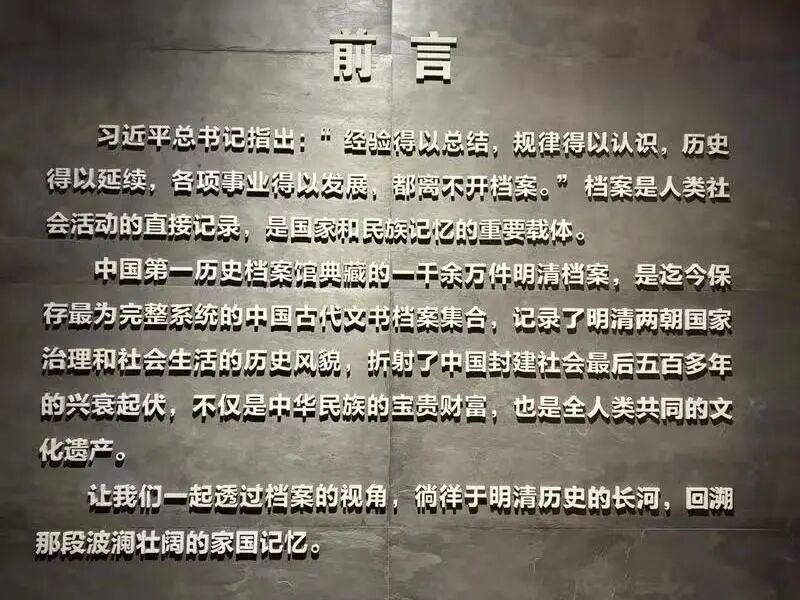 前言
习近平总书记指出：“经验得以总结，规律得以认识，历史
得以延续，各项事业得以发展，都离不开档案。”档案是人类社
会活动的直接记录，是国家和民族记忆的重要载体。
中国第一历史档案馆典藏的一千余万件明清档案，是迄今保
存最为完整系统的中国古代文书档案集合，记录了明清两朝国家
治理和社会生活的历史风貌，折射了中国封建社会最后五百多年
的兴衰起伏，不仅是中华民族的宝贵财富，也是全人类共同的文
化遗产。
让我们一起透过档案的视角，徜徉于明清历史的长河，回溯
那段波澜壮阔的家国记忆。